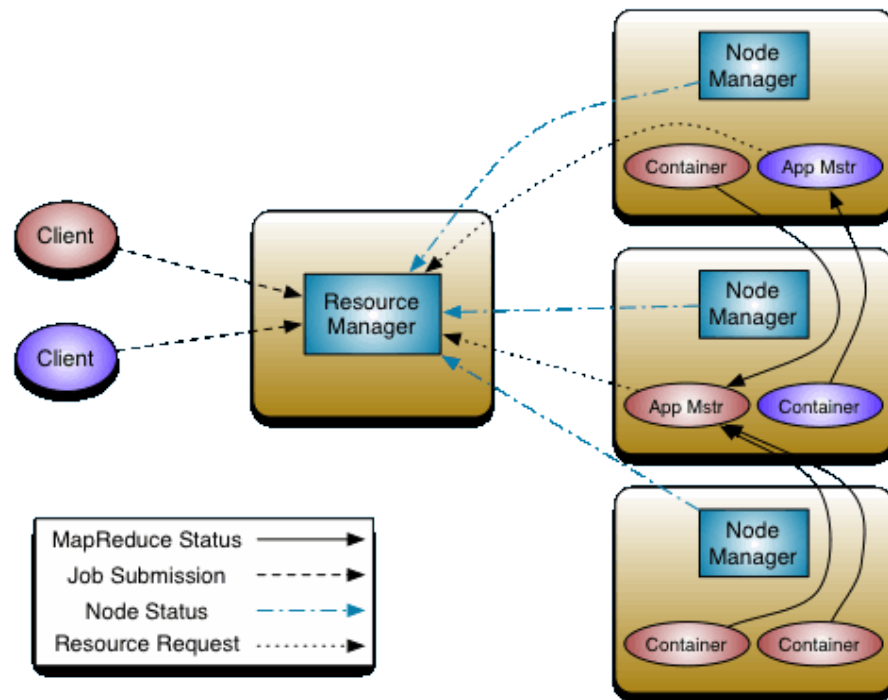 Node
Manager
Container
App Mstr
Client
Client
Resource
Manager
Node
Manager
App Mstr
Container
Node
Manager
Container
Container
MapReduce Status
Job Submission
Node Status
Resource Request